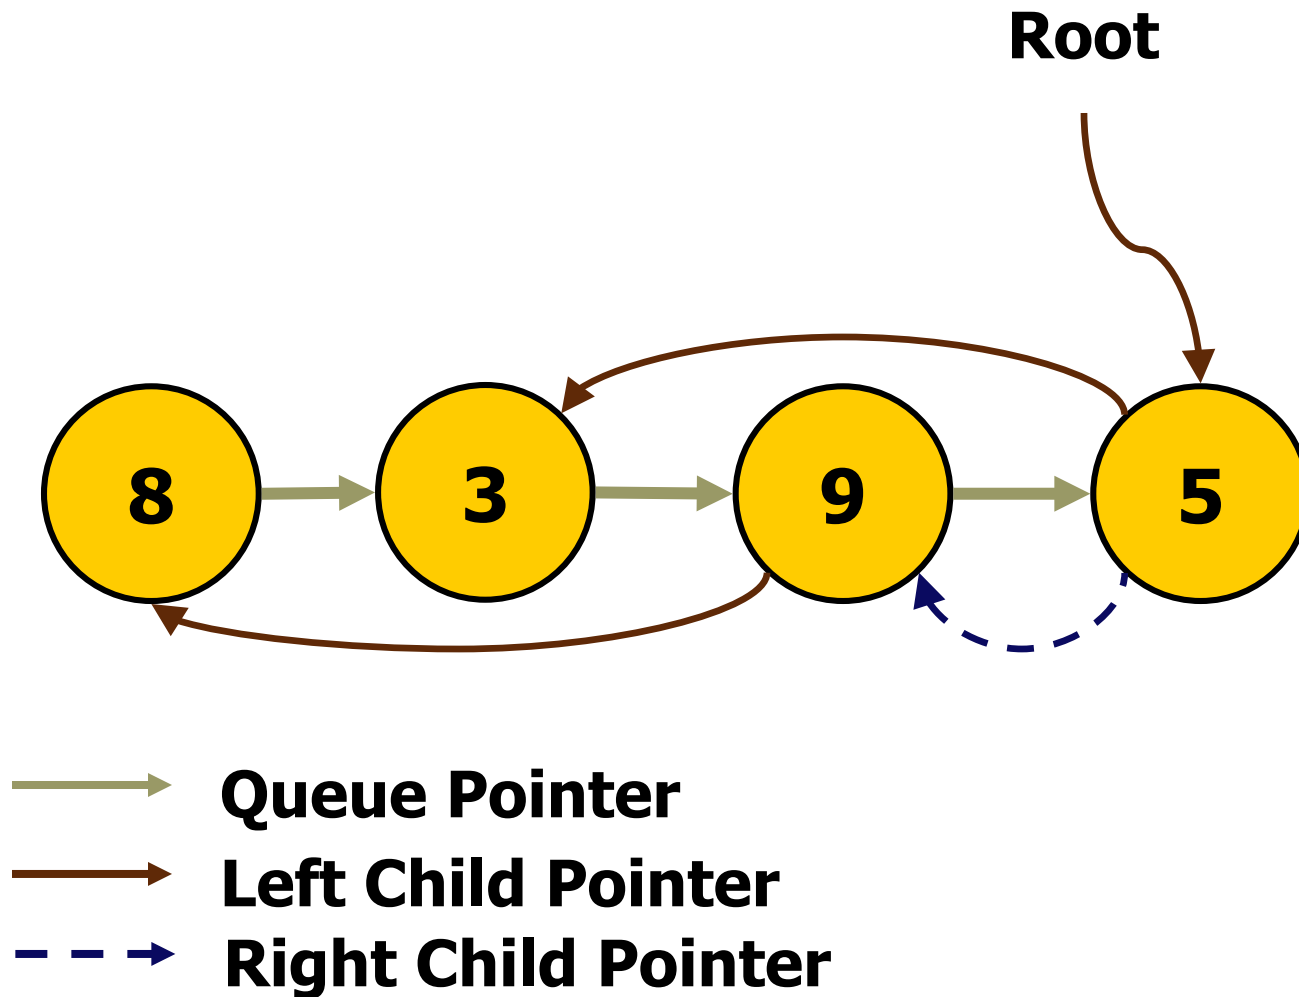 Root
8 3 9 5
Queue Pointer
Left Child Pointer
Right Child Pointer